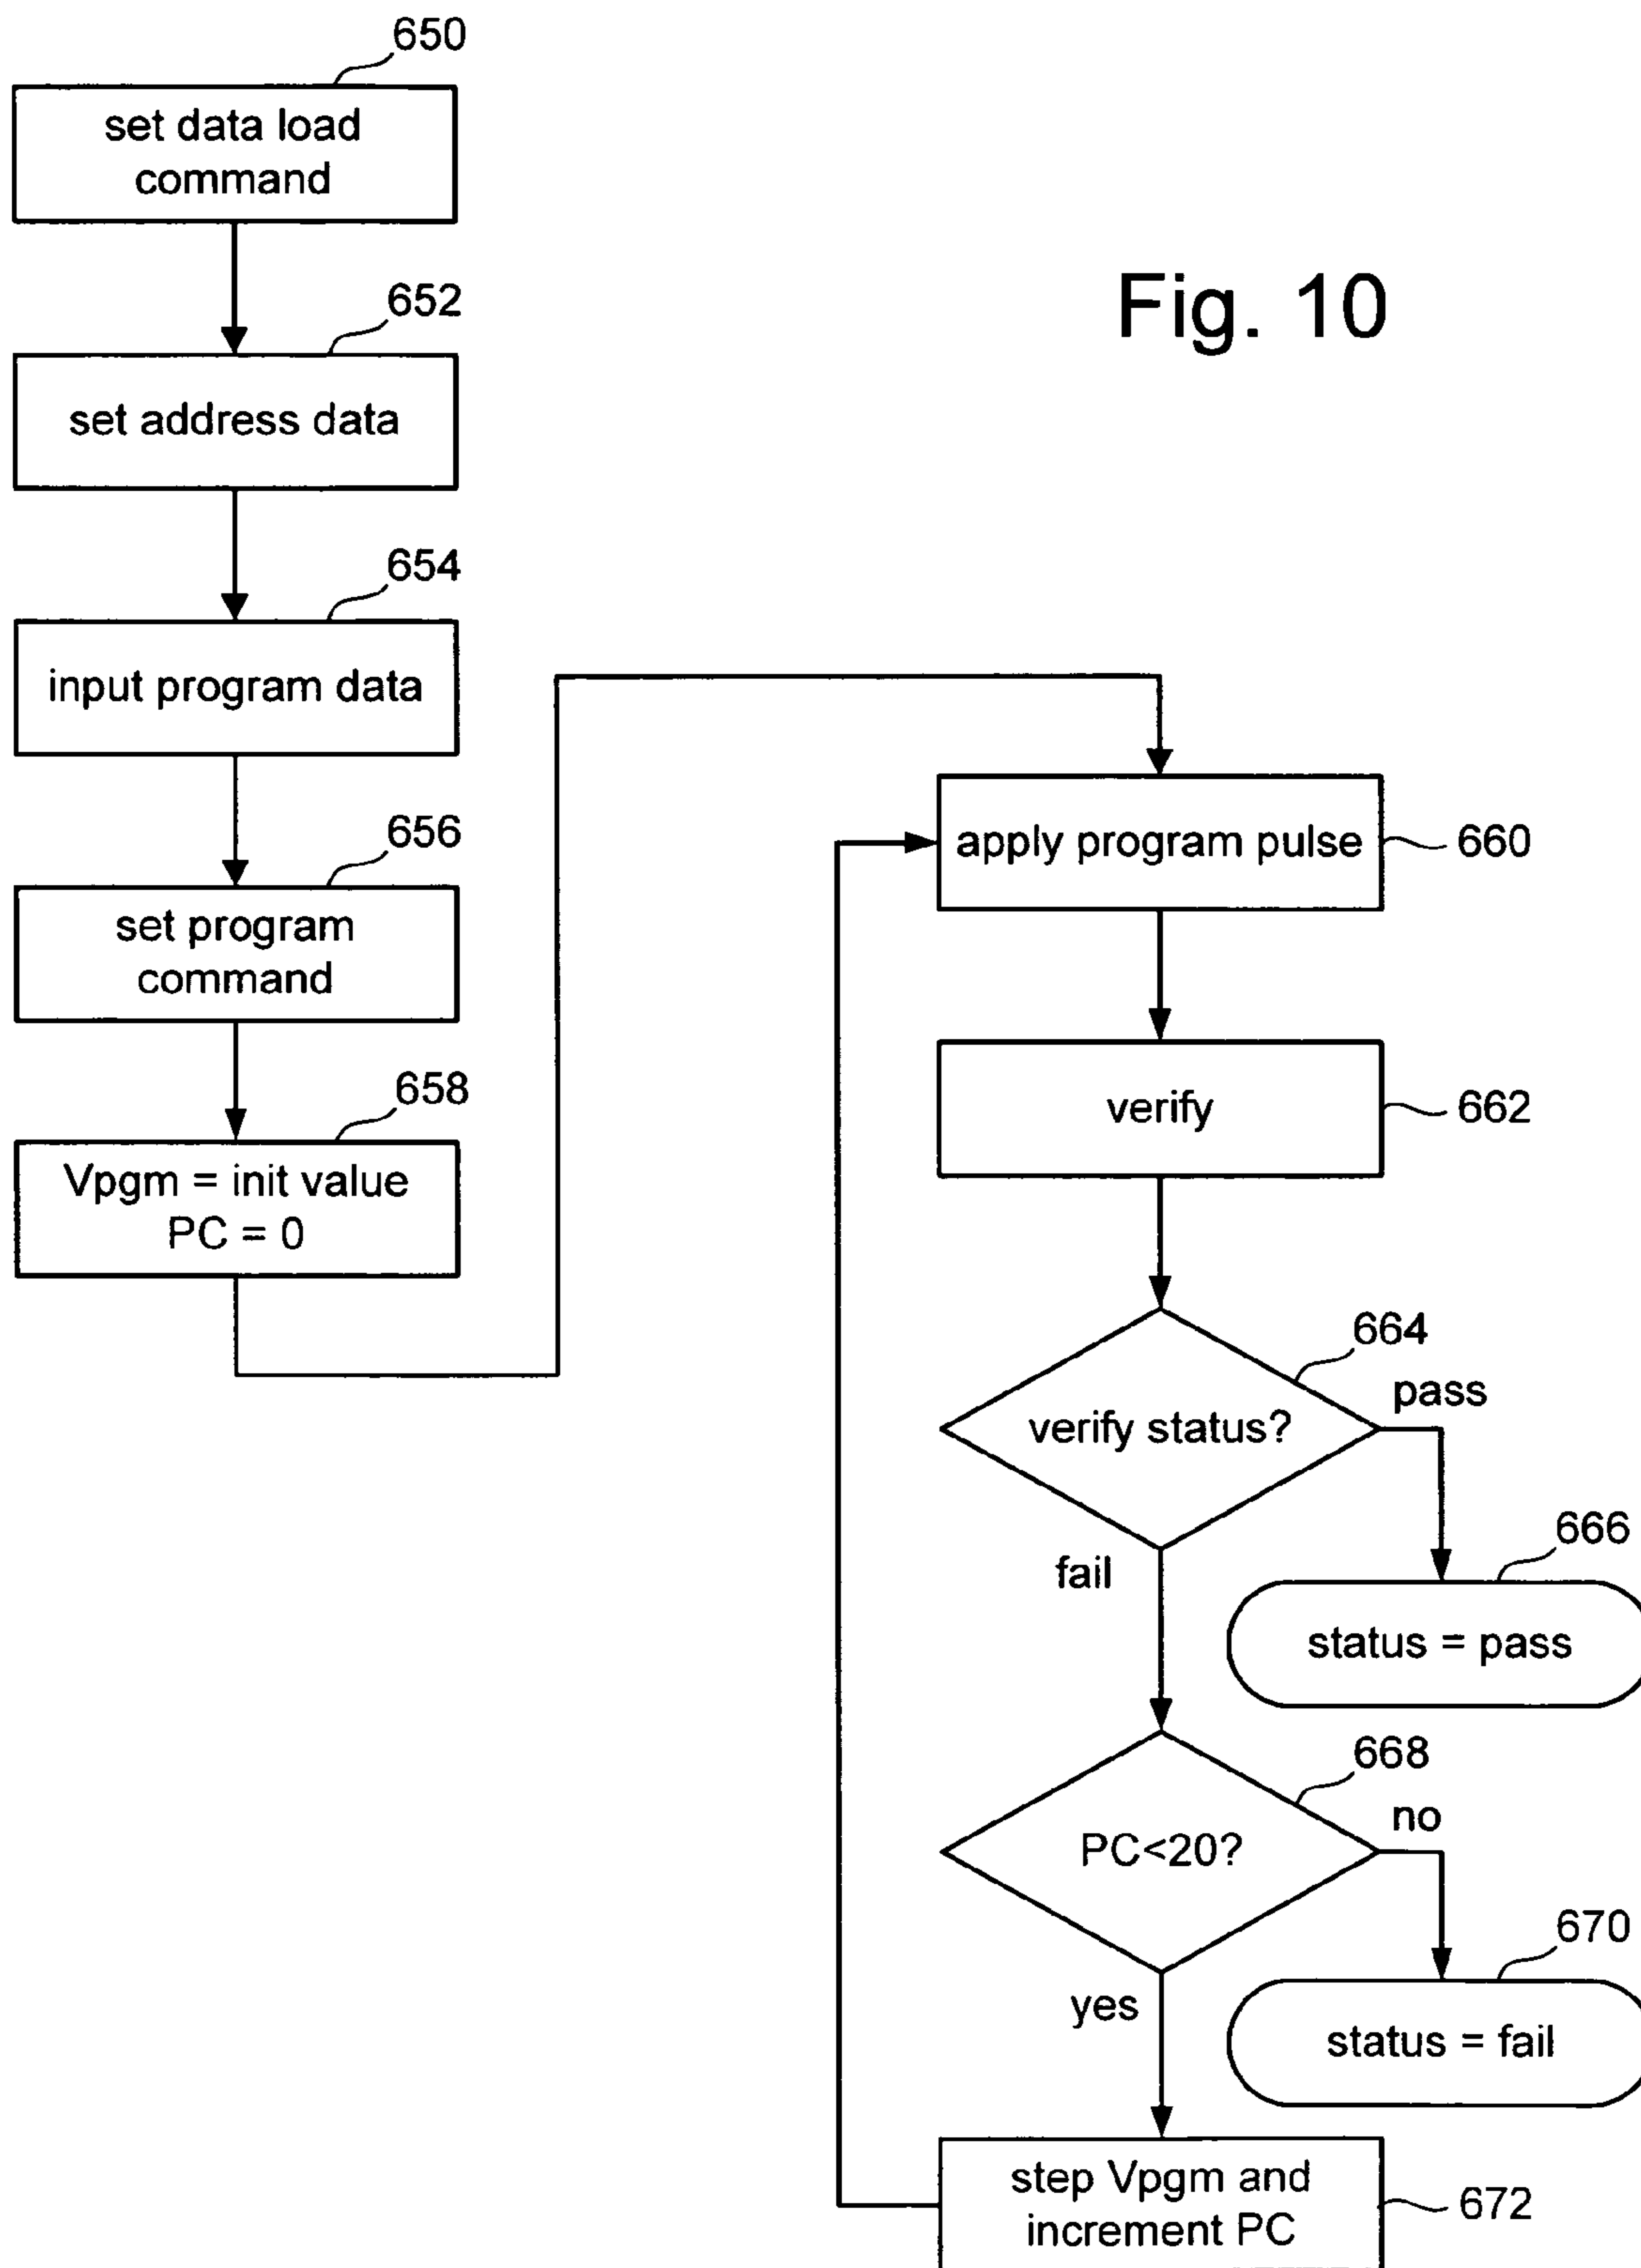 650
set data load
command
652
set address data
654
input program data
656
set program
command
658
Vpgm = init value
PC = 0
Fig. 10
apply program pulse
660
verify
662
664
verify status?
pass
fail
666
status = pass
668
PC<20?
no
yes
670
status = fail
step Vpgm and
increment PC
672